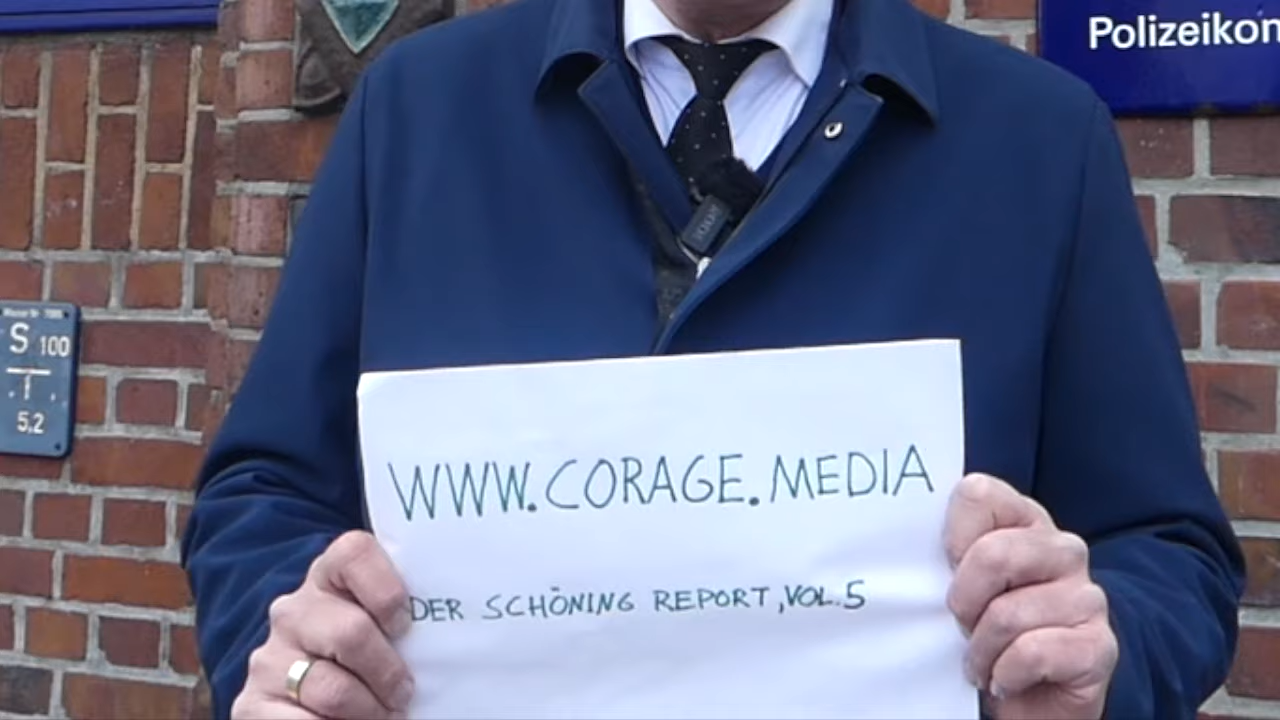 Polizeikon
S 100
5.2
WWW.CORAGE.MEDIA
DER SCHÖNING REPORT, VOL. 5